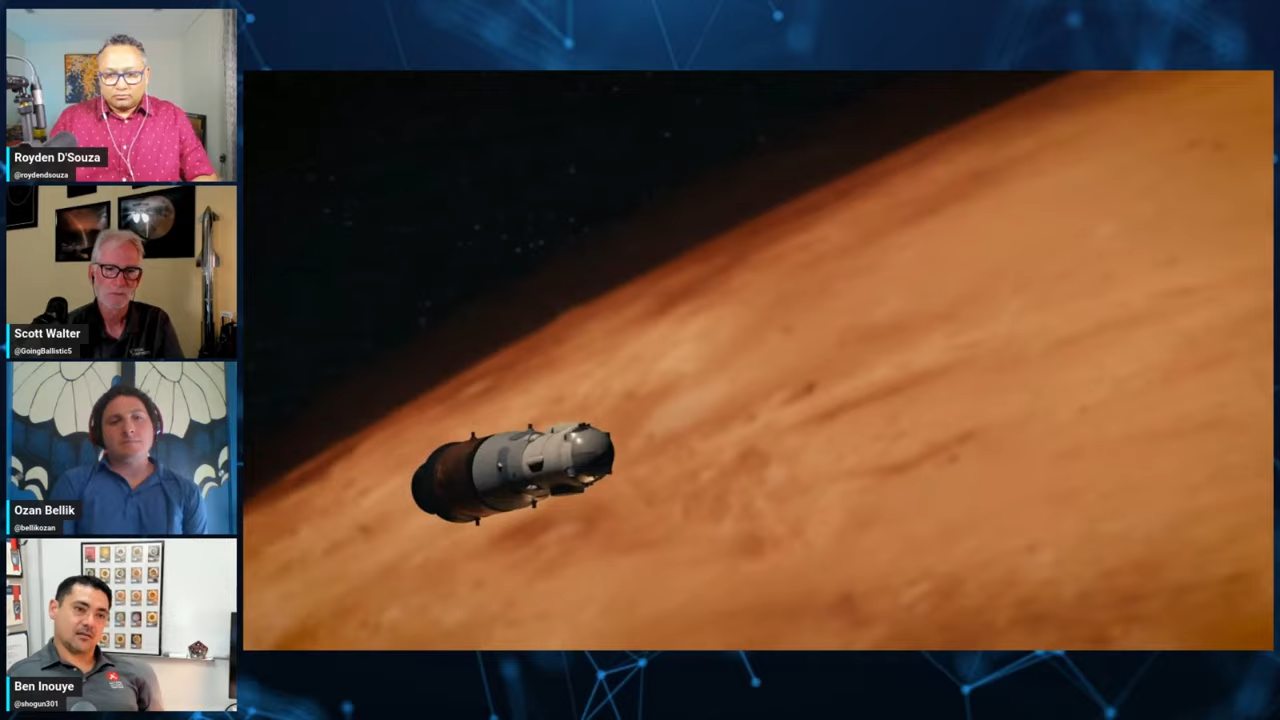 Royden D'Souza
@roydendsouza
Scott Walter
@GoingBallistic5
Ozan Bellik
@bellikozan
Ben Inouye
@shogun301